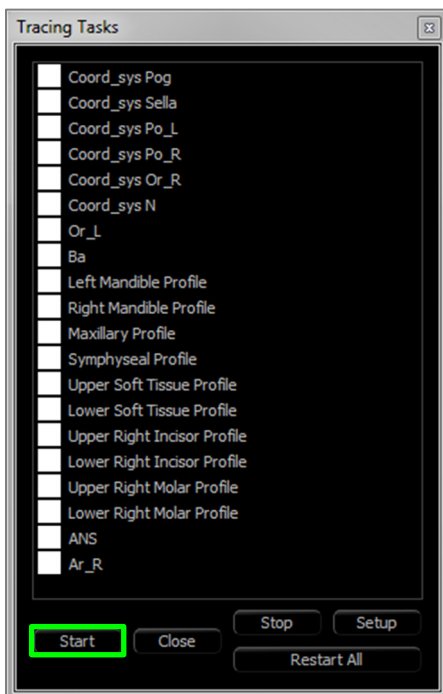 Tracing Tasks
Coord_sys Pog
Coord_sys Sella
Coord_sys Po_L
Coord_sys Po_R
Coord_sys Or_R
Coord_sys N
Or_L
Ba
Left Mandible Profile
Right Mandible Profile
Maxillary Profile
Symphyseal Profile
Upper Soft Tissue Profile
Lower Soft Tissue Profile
Upper Right Incisor Profile
Lower Right Incisor Profile
Upper Right Molar Profile
Lower Right Molar Profile
ANS
Ar_R
Stop Setup
Start Close
Restart All